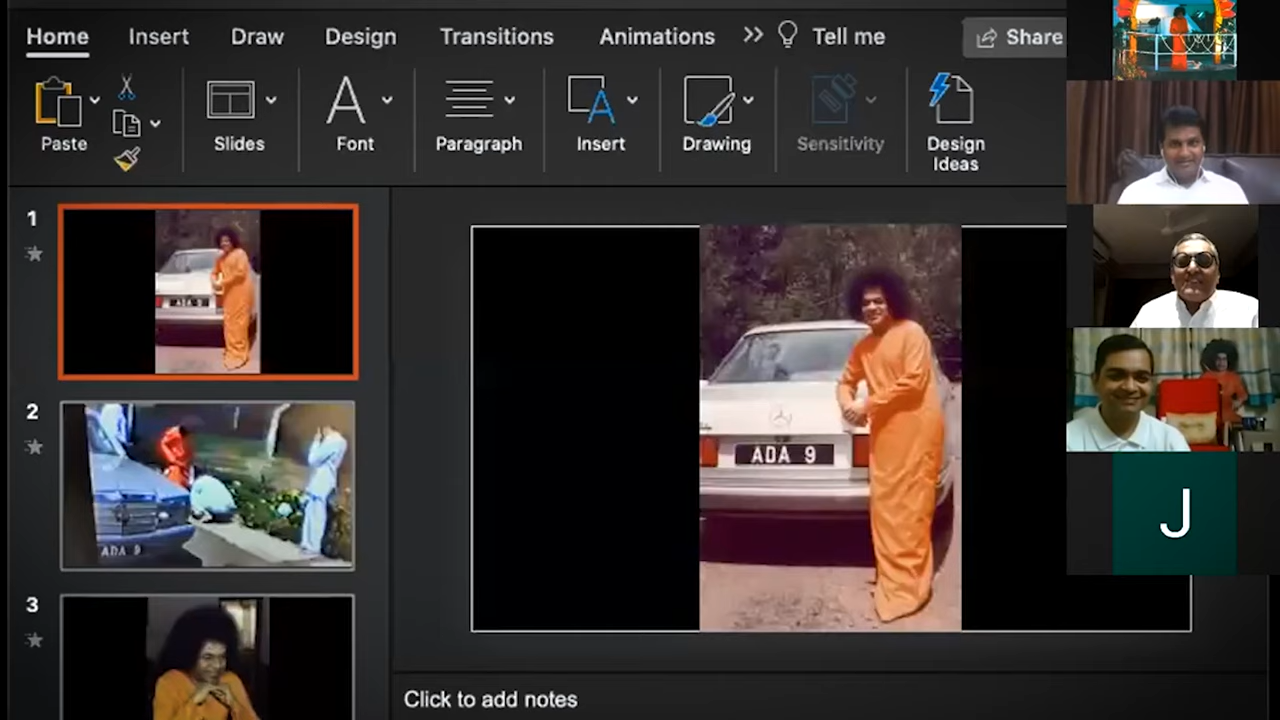 Home Insert Draw Design Transitions Animations Tell me Share
Paste Slides Font Paragraph Insert Drawing Sensitivity Design
Ideas
1
ADA 9
2
ADA 9
3
ADA 9
J
Click to add notes